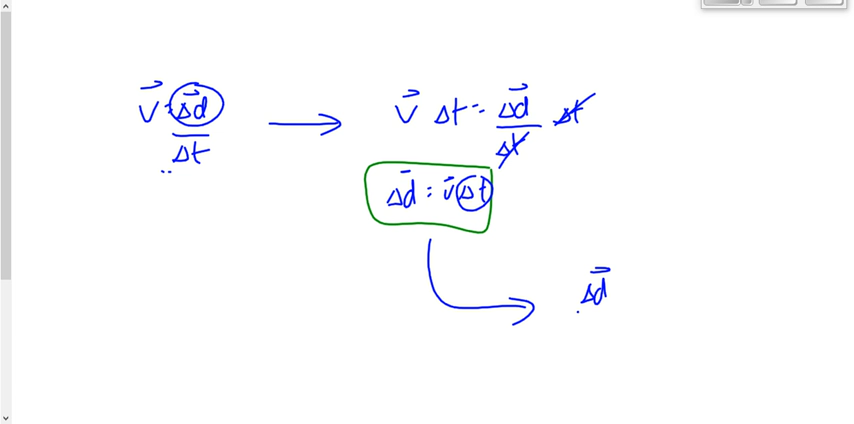 v⃗ = Δd⃗ / Δt → v⃗ Δt = Δd⃗ / Δt Δt
Δd⃗ = v⃗ Δt
Δd⃗